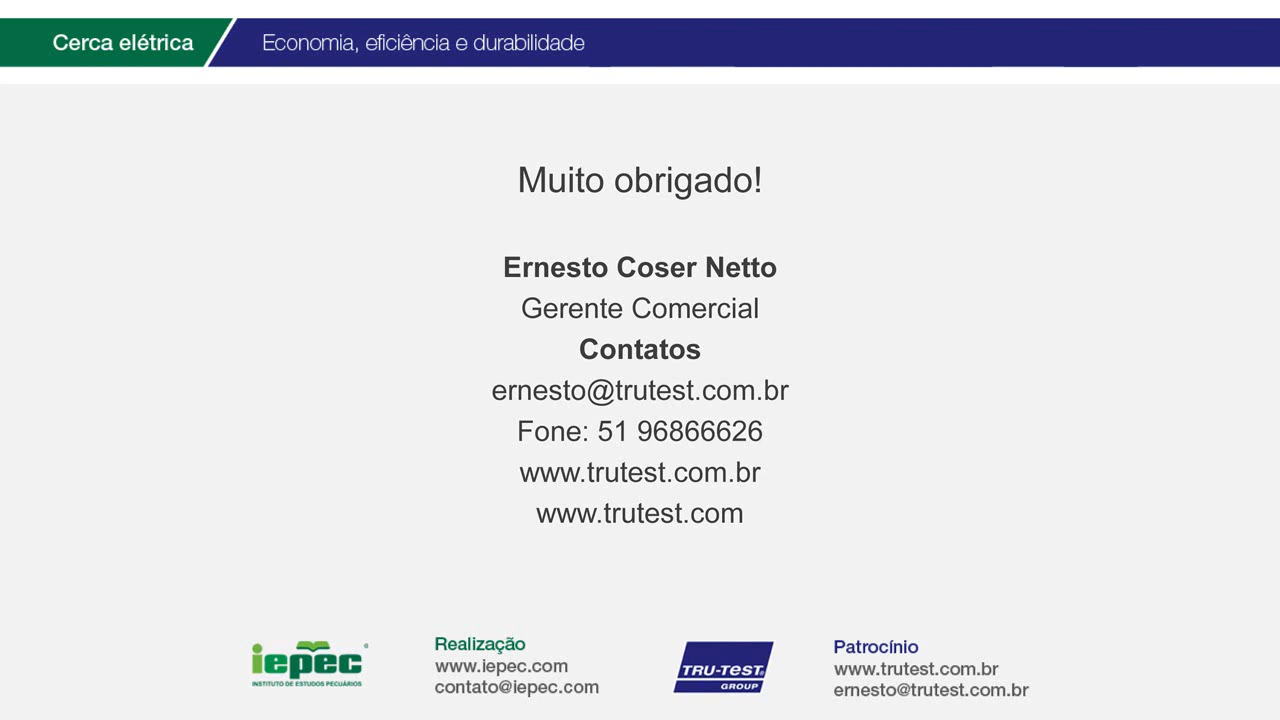 Cerca elétrica
Economia, eficiência e durabilidade
Muito obrigado!
Ernesto Coser Netto
Gerente Comercial
Contatos
ernesto@trutest.com.br
Fone: 51 96866626
www.trutest.com.br
www.trutest.com
iepec
INSTITUTO DE ESTUDOS PECUÁRIOS
Realização
www.iepec.com
contato@iepec.com
TRU-TEST
GROUP
Patrocínio
www.trutest.com.br
ernesto@trutest.com.br